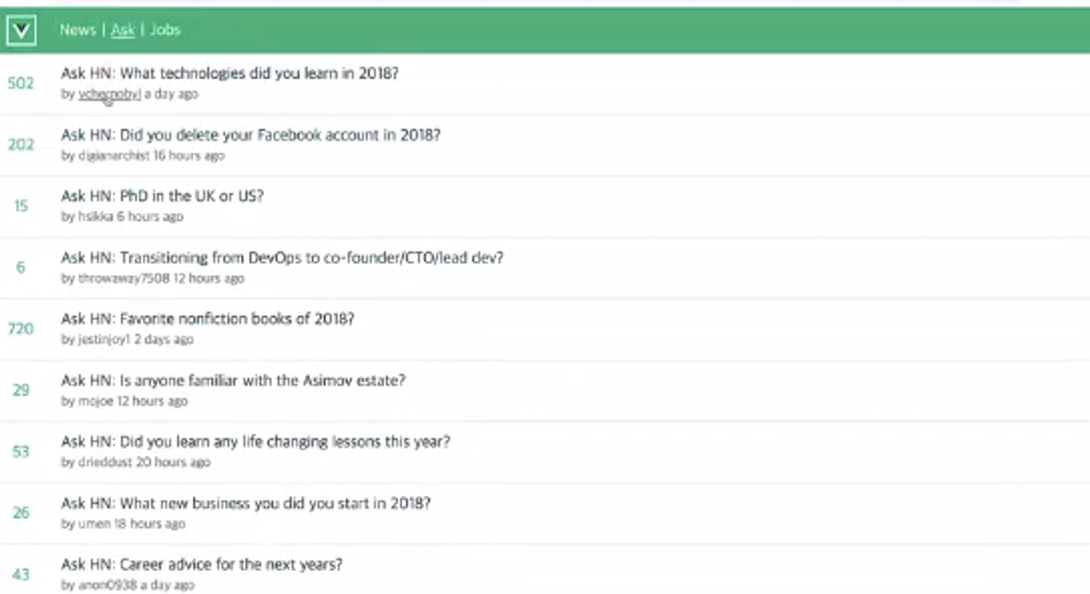 News | Ask | Jobs
502
Ask HN: What technologies did you learn in 2018?
by vchernobyl a day ago
202
Ask HN: Did you delete your Facebook account in 2018?
by digianarchist 16 hours ago
15
Ask HN: PhD in the UK or US?
by hsikka 6 hours ago
6
Ask HN: Transitioning from DevOps to co-founder/CTO/lead dev?
by throwaway7508 12 hours ago
720
Ask HN: Favorite nonfiction books of 2018?
by jestinjoy1 2 days ago
29
Ask HN: Is anyone familiar with the Asimov estate?
by mojoe 12 hours ago
53
Ask HN: Did you learn any life changing lessons this year?
by drieddust 20 hours ago
26
Ask HN: What new business you did you start in 2018?
by umen 18 hours ago
43
Ask HN: Career advice for the next years?
by anon0938 a day ago